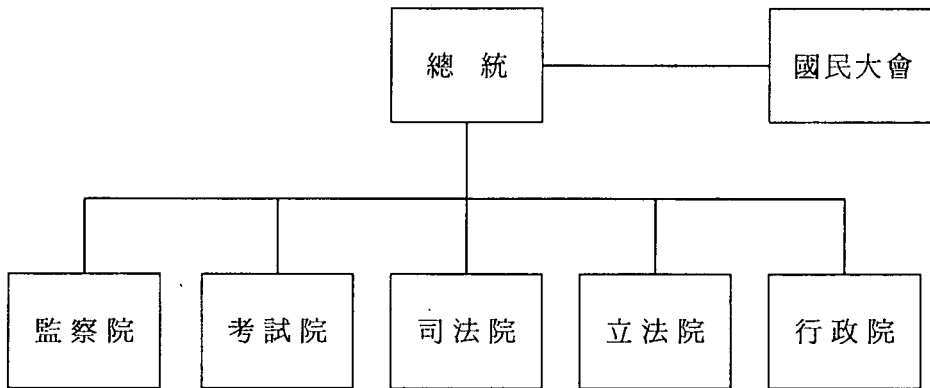 總統
國民大會
監察院
考試院
司法院
立法院
行政院